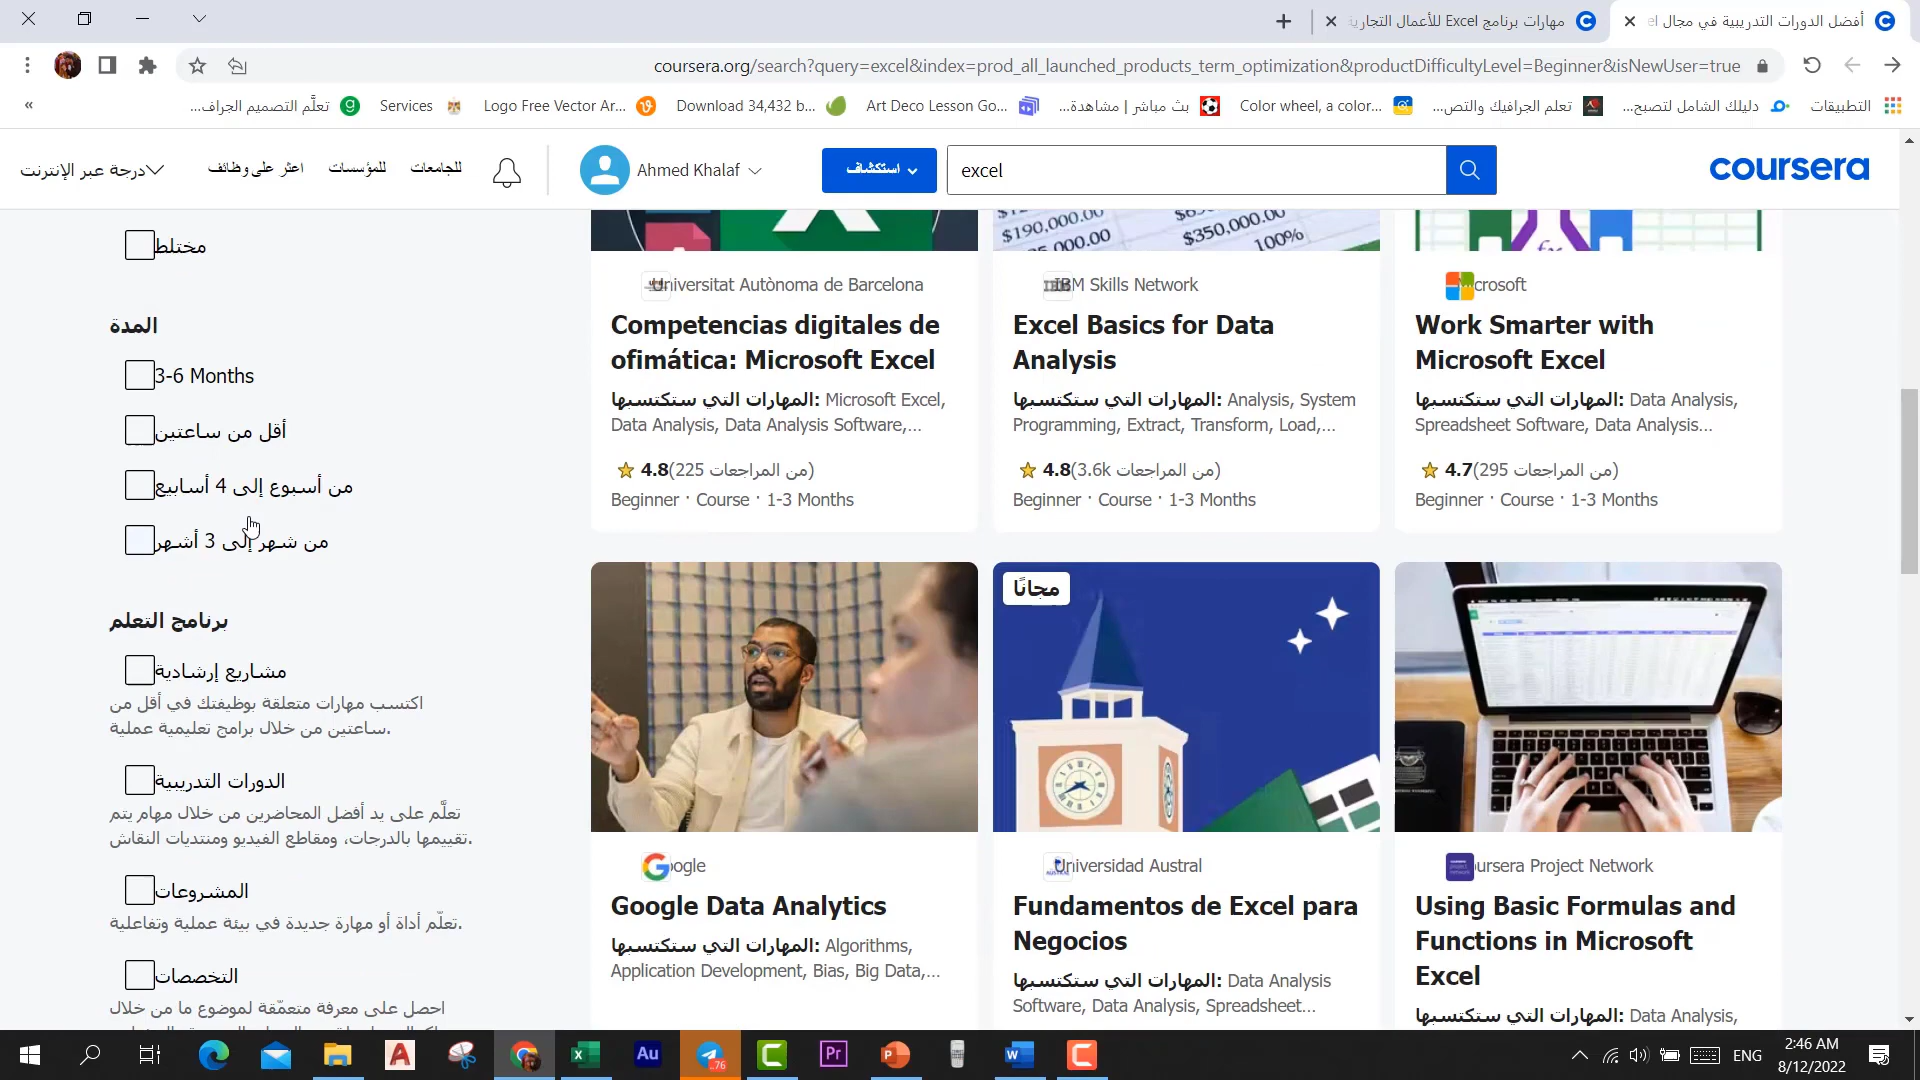 أفضل الدورات التدريبية في مجال el
مهارات برنامج Excel للأعمال التجارية
coursera.org/search?query=excel&index=prod_all_launched_products_term_optimization&productDifficultyLevel=Beginner&isNewUser=true
التطبيقات
دليلك الشامل لتصبح...
تعلم الجرافيك والتص...
Color wheel, a color...
بث مباشر | مشاهدة...
Art Deco Lesson Go...
Download 34,432 b...
Logo Free Vector Ar...
Services
تعلَّم التصميم الجراف...
«
coursera
excel
استكشاف
Ahmed Khalaf
للجامعات
للمؤسسات
اعثر على وظائف
درجة عبر الإنترنت
مختلط
المدة
3-6 Months
أقل من ساعتين
من أسبوع إلى 4 أسابيع
من شهر إلى 3 أشهر
برنامج التعلم
مشاريع إرشادية
اكتسب مهارات متعلقة بوظيفتك في أقل من
ساعتين من خلال برامج تعليمية عملية.
الدورات التدريبية
تعلَّم على يد أفضل المحاضرين من خلال مهام يتم
تقييمها بالدرجات، ومقاطع الفيديو ومنتديات النقاش.
المشروعات
تعلّم أداة أو مهارة جديدة في بيئة عملية وتفاعلية.
التخصصات
احصل على معرفة متعمّقة لموضوع ما من خلال
Universitat Autònoma de Barcelona
Competencias digitales de
ofimática: Microsoft Excel
المهارات التي ستكتسبها: Microsoft Excel,
Data Analysis, Data Analysis Software,...
4.8 (225 من المراجعات)
Beginner · Course · 1-3 Months
$190,000.00
$350,000.00
100%
IBM Skills Network
Excel Basics for Data
Analysis
المهارات التي ستكتسبها: Analysis, System
Programming, Extract, Transform, Load,...
4.8 (3.6k من المراجعات)
Beginner · Course · 1-3 Months
fx
Microsoft
Work Smarter with
Microsoft Excel
المهارات التي ستكتسبها: Data Analysis,
Spreadsheet Software, Data Analysis...
4.7 (295 من المراجعات)
Beginner · Course · 1-3 Months
Google
Google Data Analytics
المهارات التي ستكتسبها: Algorithms,
Application Development, Bias, Big Data,...
مجانًا
Universidad Austral
Fundamentos de Excel para
Negocios
المهارات التي ستكتسبها: Data Analysis
Software, Data Analysis, Spreadsheet...
Coursera Project Network
Using Basic Formulas and
Functions in Microsoft
Excel
المهارات التي ستكتسبها: Data Analysis,
Au
Pr
76
ENG
2:46 AM
8/12/2022